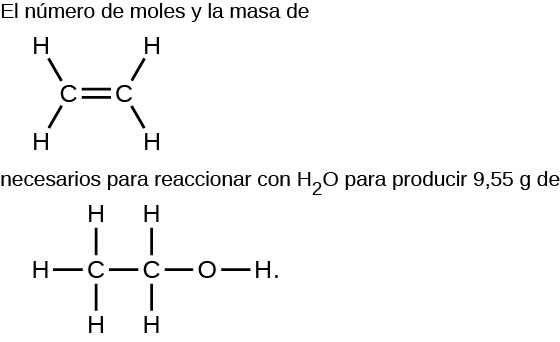 El número de moles y la masa de
H H
C C
H H
necesarios para reaccionar con H2O para producir 9,55 g de
H H
H C C O H.
H H